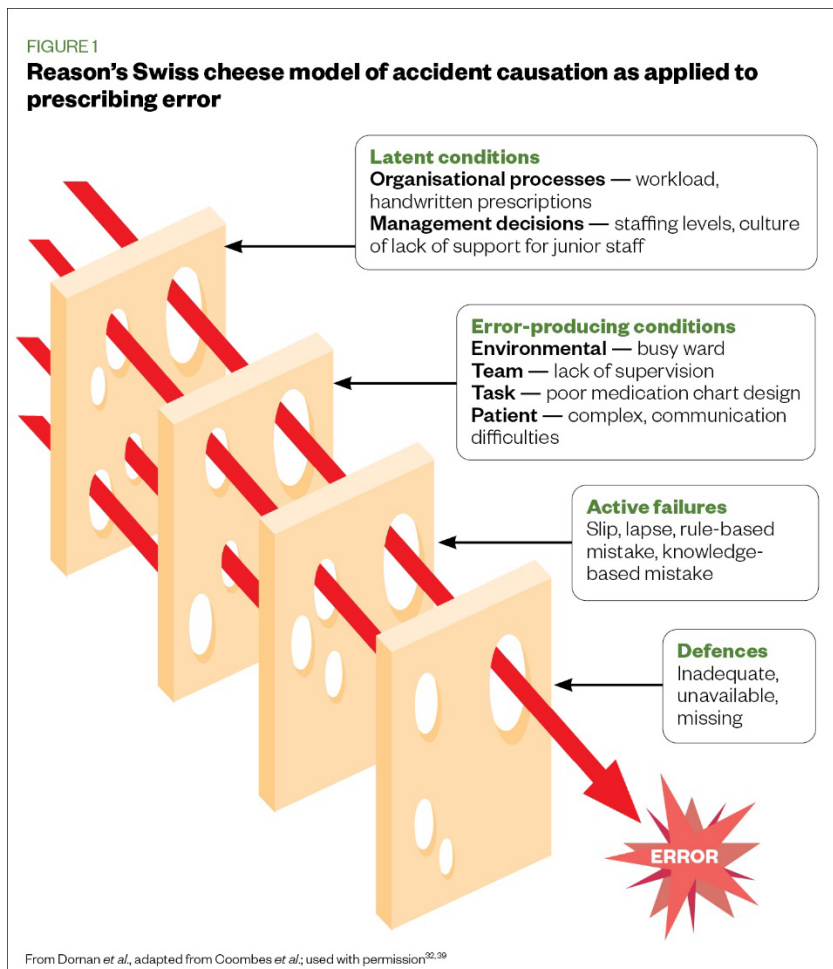 FIGURE 1
Reason's Swiss cheese model of accident causation as applied to
prescribing error
Latent conditions
Organisational processes — workload,
handwritten prescriptions
Management decisions — staffing levels, culture
of lack of support for junior staff
Error-producing conditions
Environmental — busy ward
Team — lack of supervision
Task — poor medication chart design
Patient — complex, communication
difficulties
Active failures
Slip, lapse, rule-based
mistake, knowledge-
based mistake
Defences
Inadequate,
unavailable,
missing
ERROR
From Dornan et al., adapted from Coombes et al.; used with permission32,39